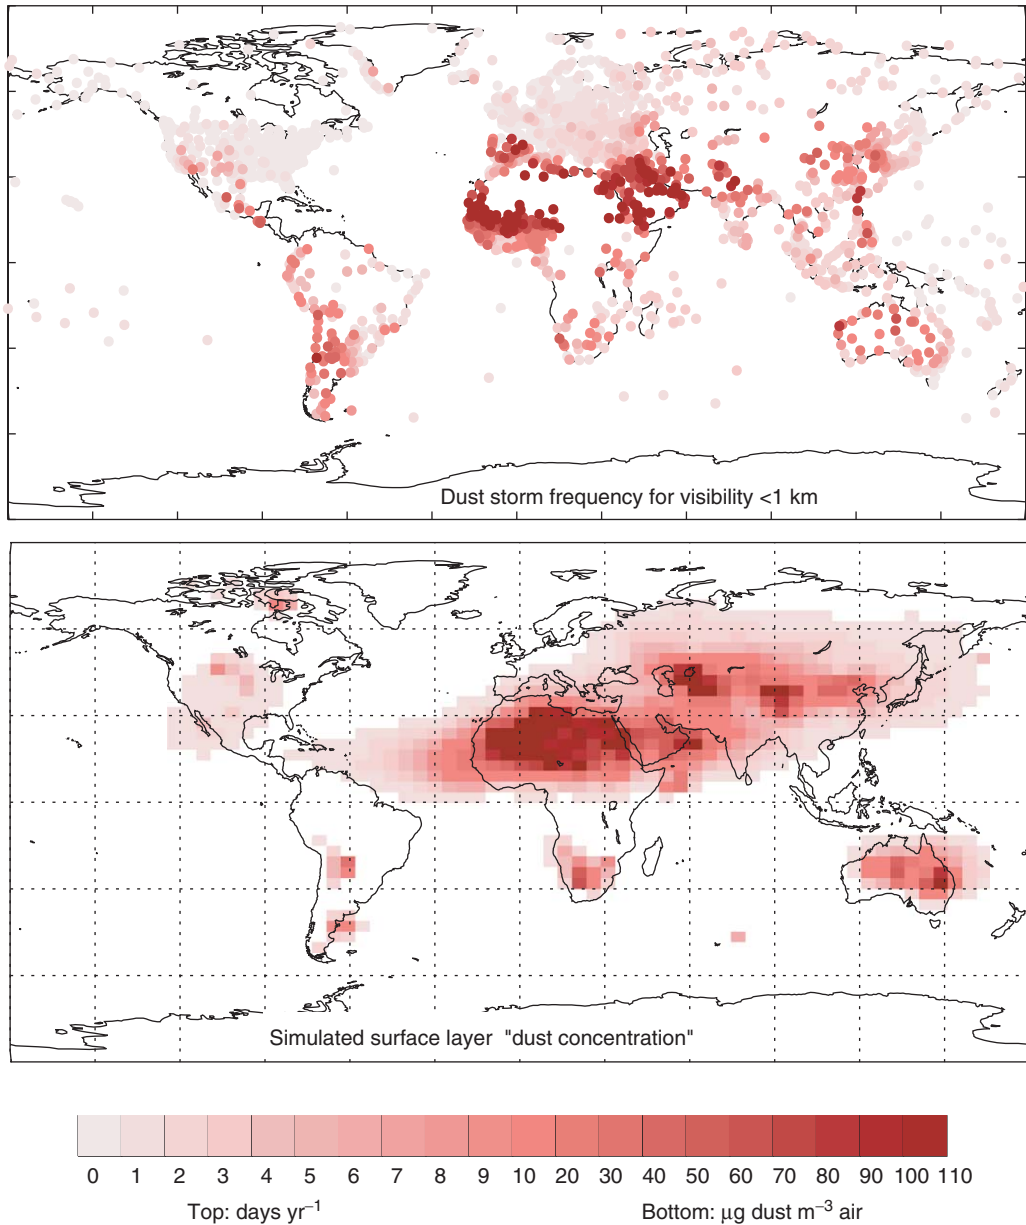 Dust storm frequency for visibility <1 km
Simulated surface layer "dust concentration"
0 1 2 3 4 5 6 7 8 9 10 20 30 40 50 60 70 80 90 100 110
Top: days yr⁻¹ Bottom: µg dust m⁻³ air